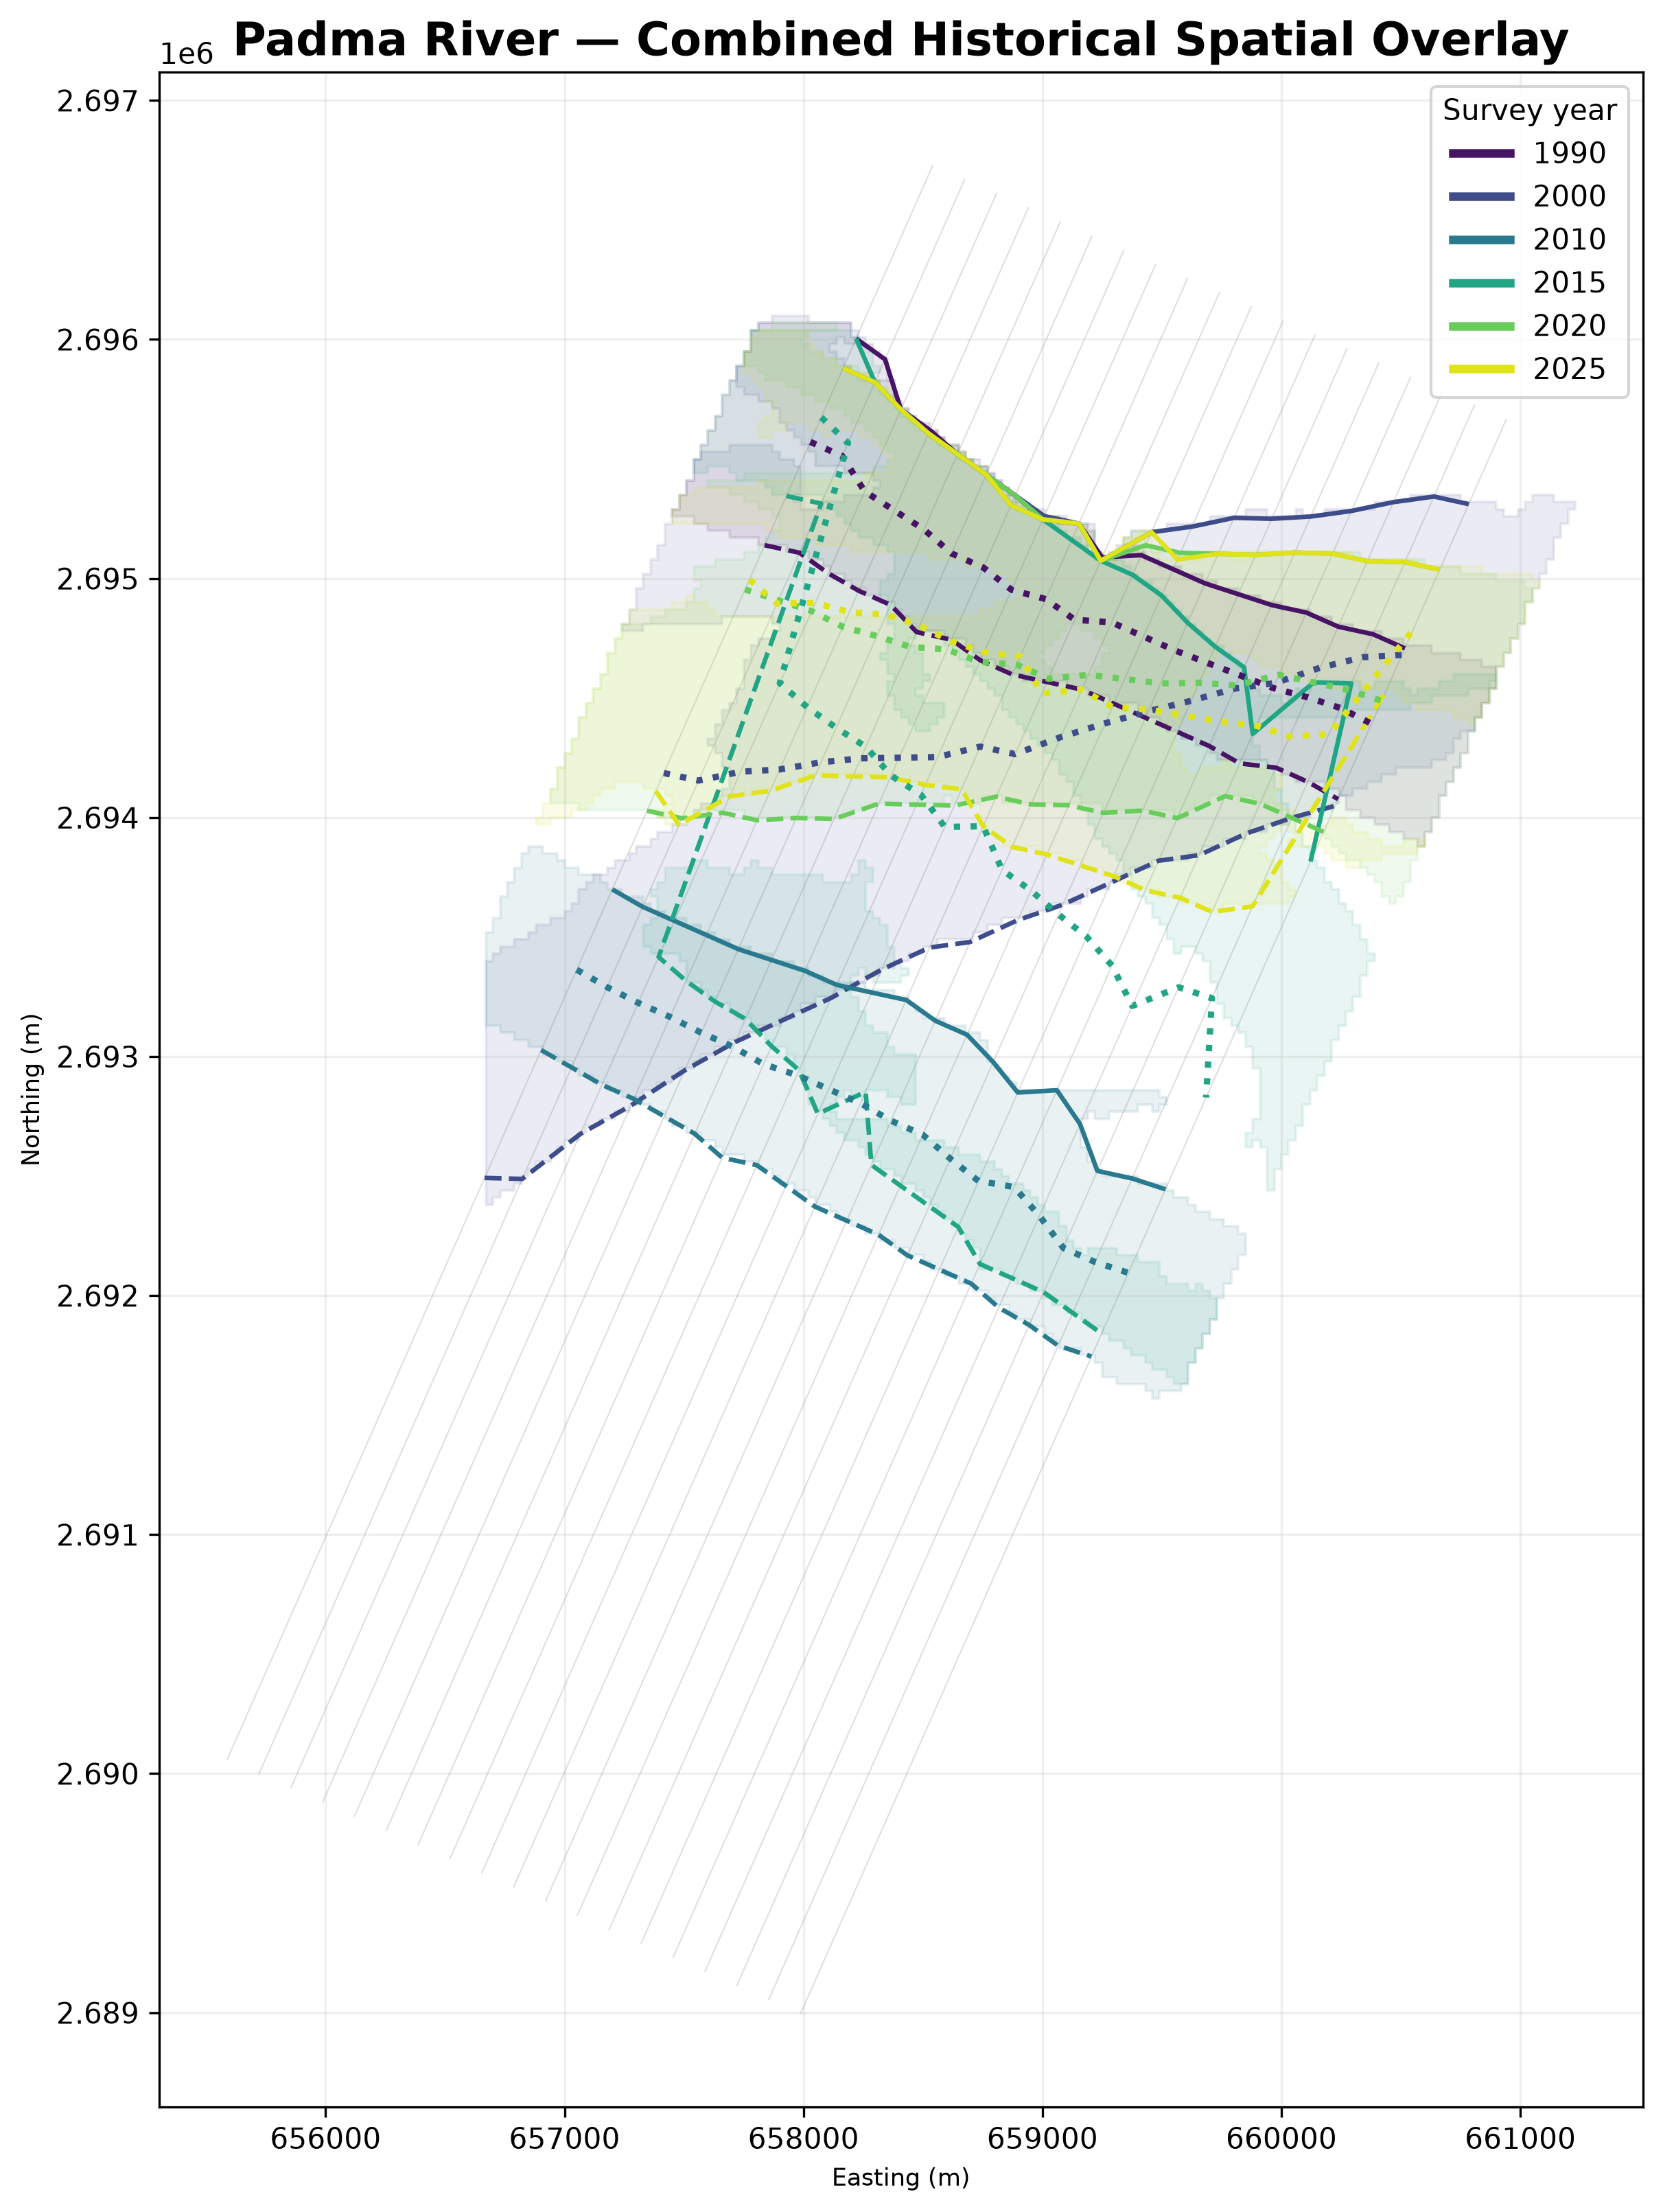 Padma River — Combined Historical Spatial Overlay
1e6
Survey year
1990
2000
2010
2015
2020
2025
2.697
2.696
2.695
2.694
2.693
2.692
2.691
2.690
2.689
Northing (m)
656000 657000 658000 659000 660000 661000
Easting (m)